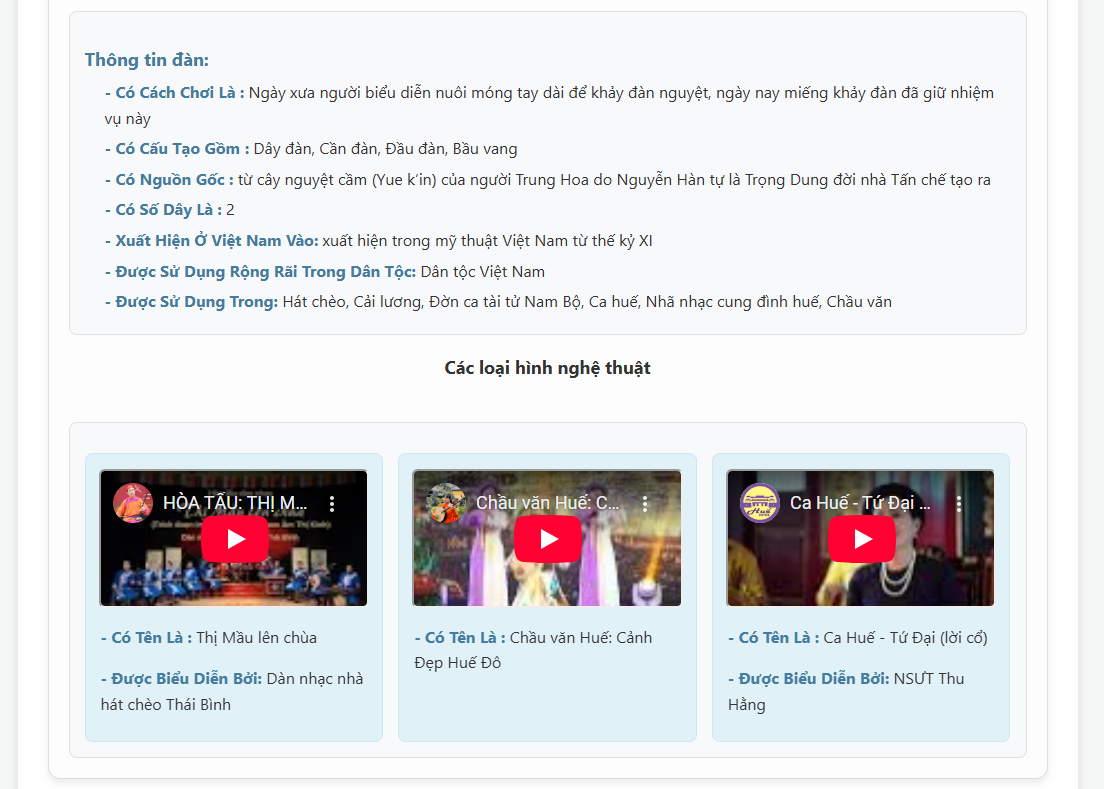 Thông tin đàn:
- Có Cách Chơi Là : Ngày xưa người biểu diễn nuôi móng tay dài để khảy đàn nguyệt, ngày nay miếng khảy đàn đã giữ nhiệm
vụ này
- Có Cấu Tạo Gồm : Dây đàn, Cần đàn, Đầu đàn, Bầu vang
- Có Nguồn Gốc : từ cây nguyệt cầm (Yue k’in) của người Trung Hoa do Nguyễn Hàn tự là Trọng Dung đời nhà Tấn chế tạo ra
- Có Số Dây Là : 2
- Xuất Hiện Ở Việt Nam Vào: xuất hiện trong mỹ thuật Việt Nam từ thế kỷ XI
- Được Sử Dụng Rộng Rãi Trong Dân Tộc: Dân tộc Việt Nam
- Được Sử Dụng Trong: Hát chèo, Cải lương, Đờn ca tài tử Nam Bộ, Ca huế, Nhã nhạc cung đình huế, Chầu văn
Các loại hình nghệ thuật
HÒA TẤU: THỊ M...
- Có Tên Là : Thị Mầu lên chùa
- Được Biểu Diễn Bởi: Dàn nhạc nhà
hát chèo Thái Bình
Chầu văn Huế: C...
- Có Tên Là : Chầu văn Huế: Cảnh
Đẹp Huế Đô
Ca Huế - Tứ Đại ...
- Có Tên Là : Ca Huế - Tứ Đại (lời cổ)
- Được Biểu Diễn Bởi: NSƯT Thu
Hằng